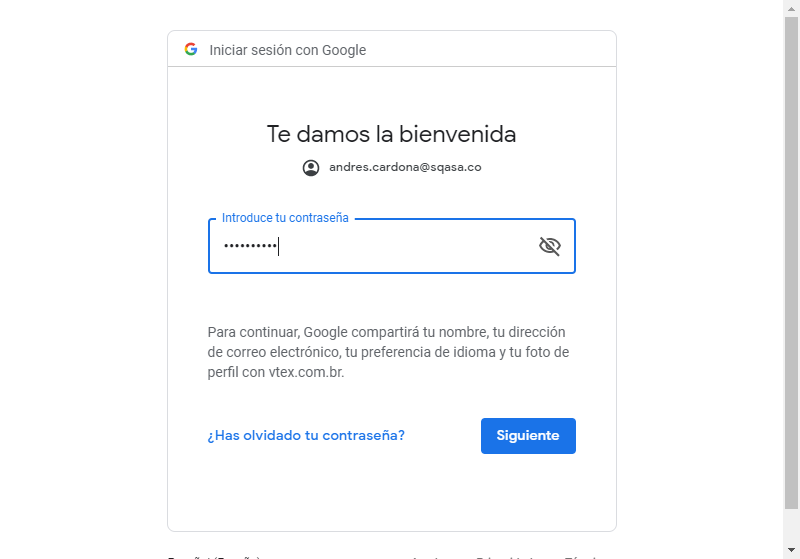 Iniciar sesión con Google
Te damos la bienvenida
andres.cardona@sqasa.co
Introduce tu contraseña
••••••••••
Para continuar, Google compartirá tu nombre, tu dirección
de correo electrónico, tu preferencia de idioma y tu foto de
perfil con vtex.com.br.
¿Has olvidado tu contraseña?
Siguiente